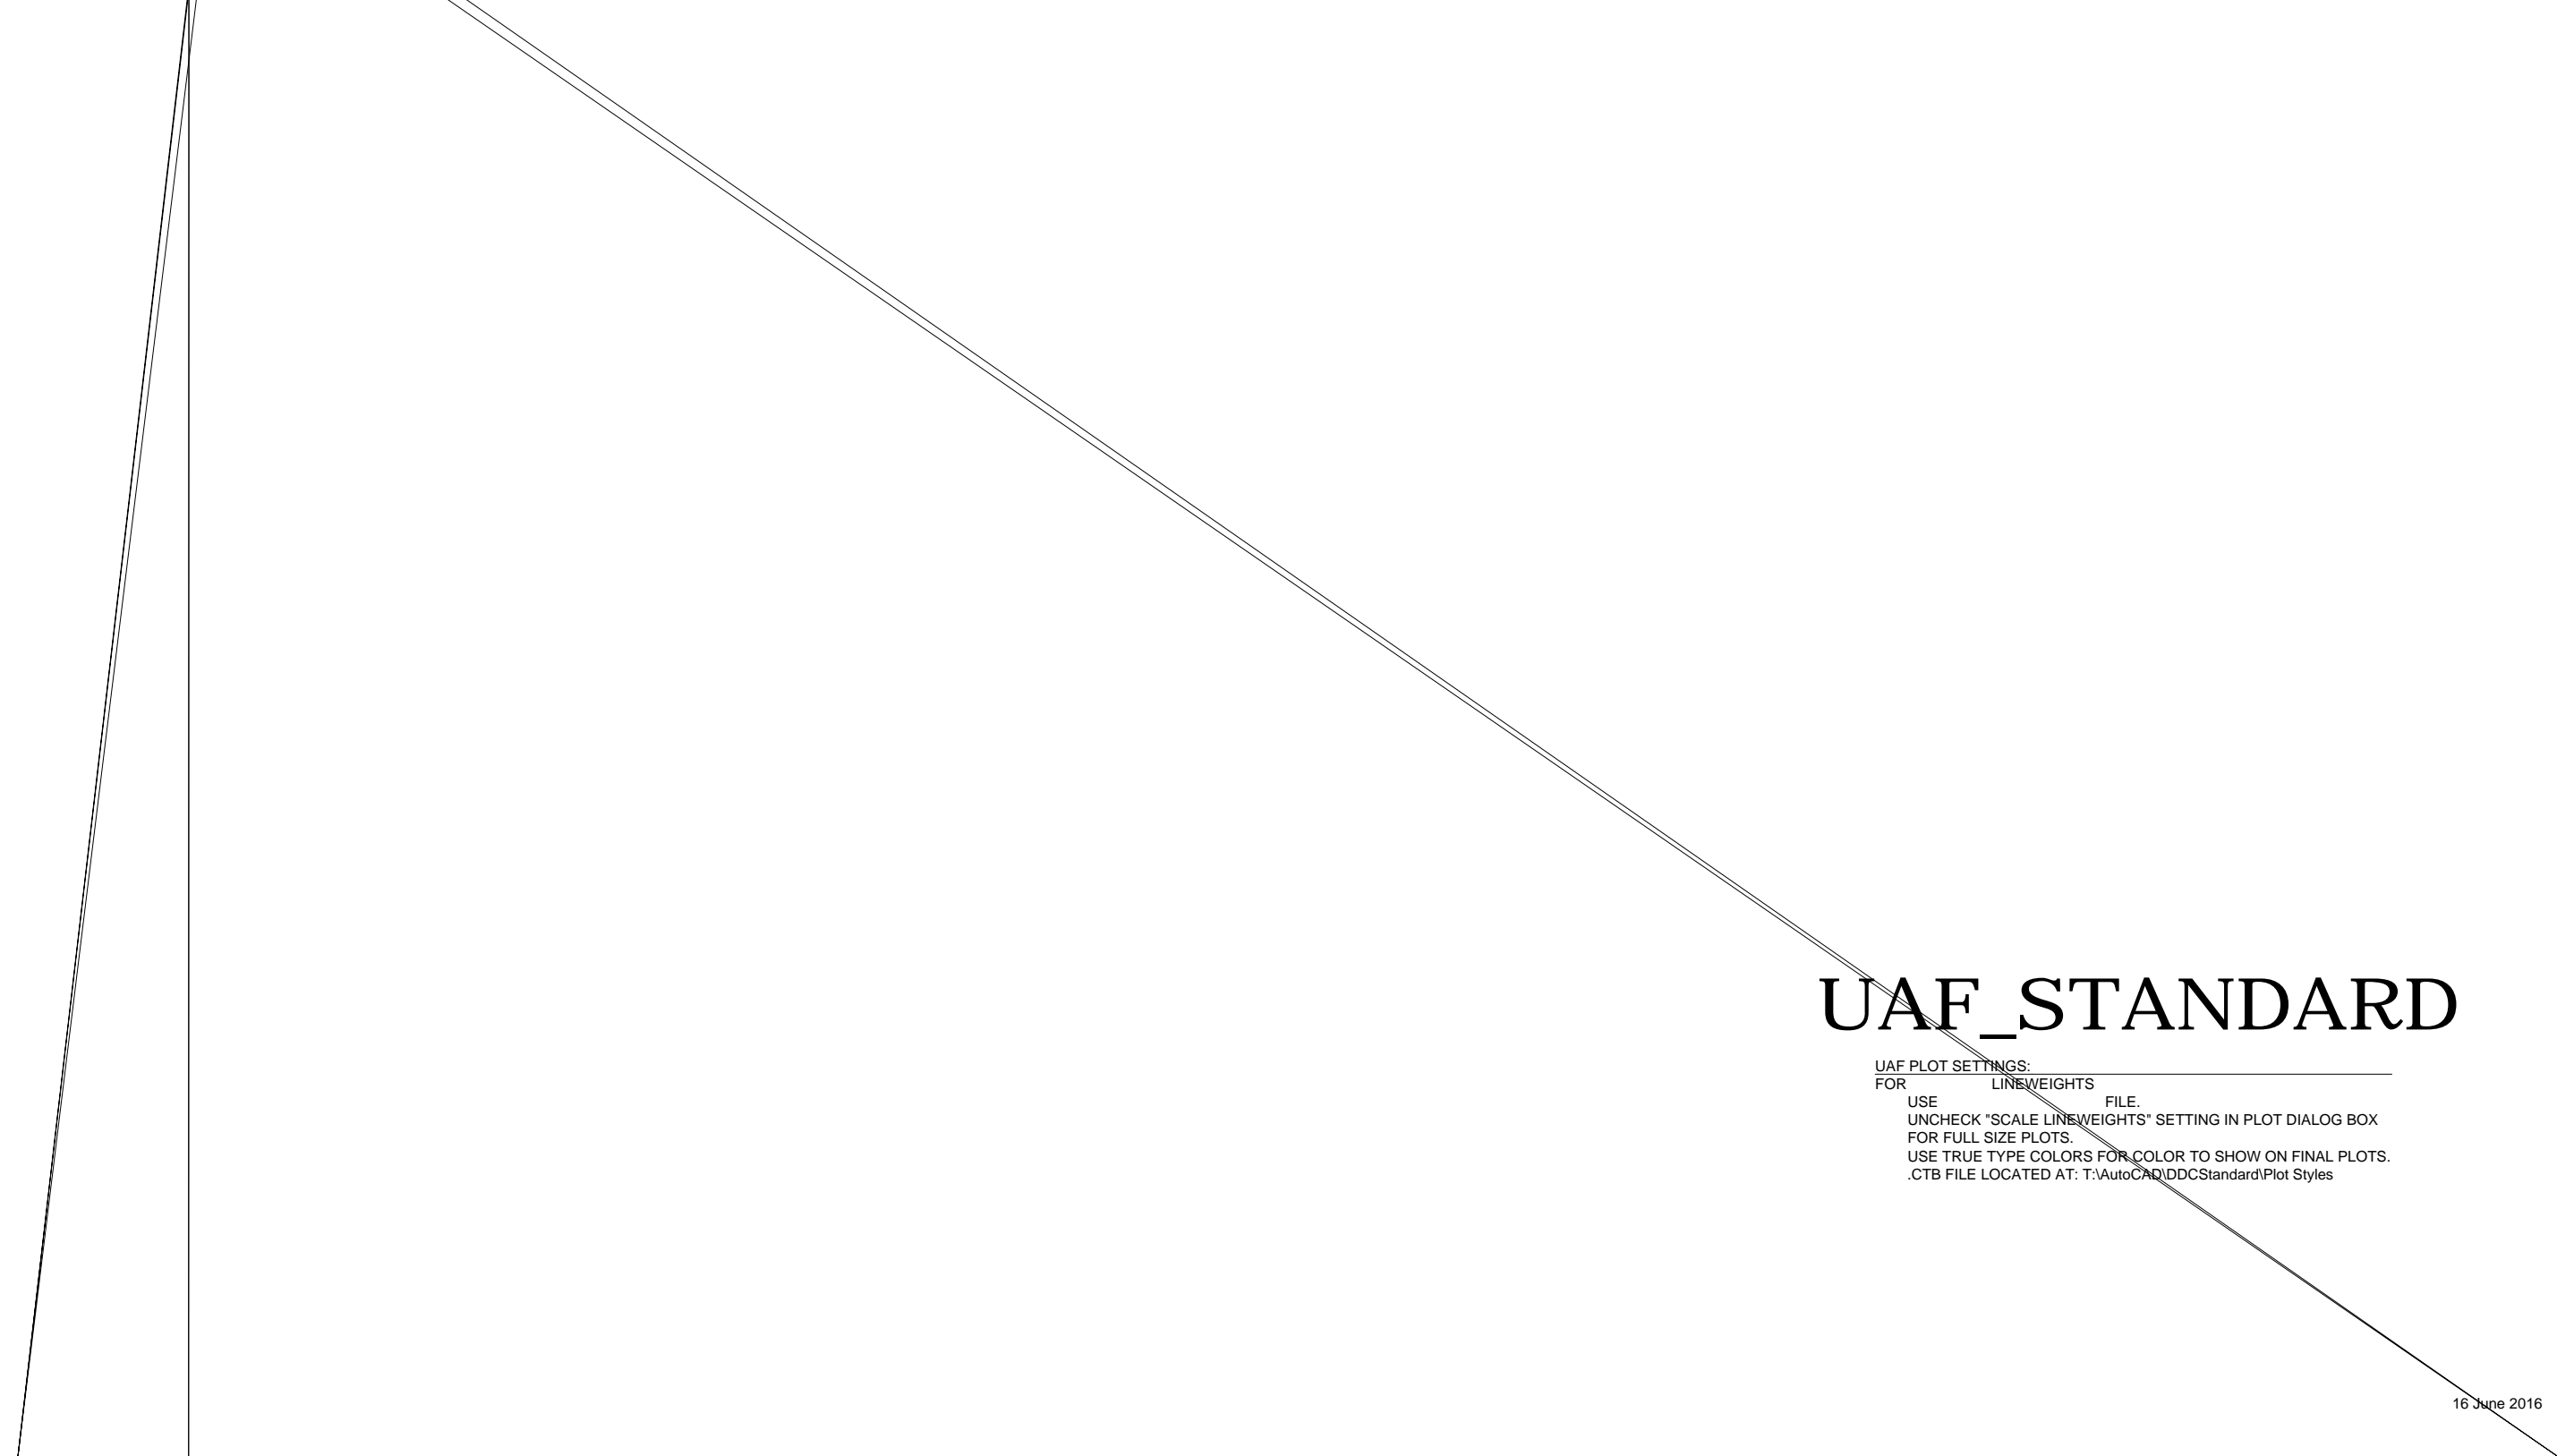 UAF_STANDARD
UAF PLOT SETTINGS:
FOR LINEWEIGHTS
USE FILE.
UNCHECK "SCALE LINEWEIGHTS" SETTING IN PLOT DIALOG BOX
FOR FULL SIZE PLOTS.
USE TRUE TYPE COLORS FOR COLOR TO SHOW ON FINAL PLOTS.
.CTB FILE LOCATED AT: T:\AutoCAD\DDCStandard\Plot Styles
16 June 2016